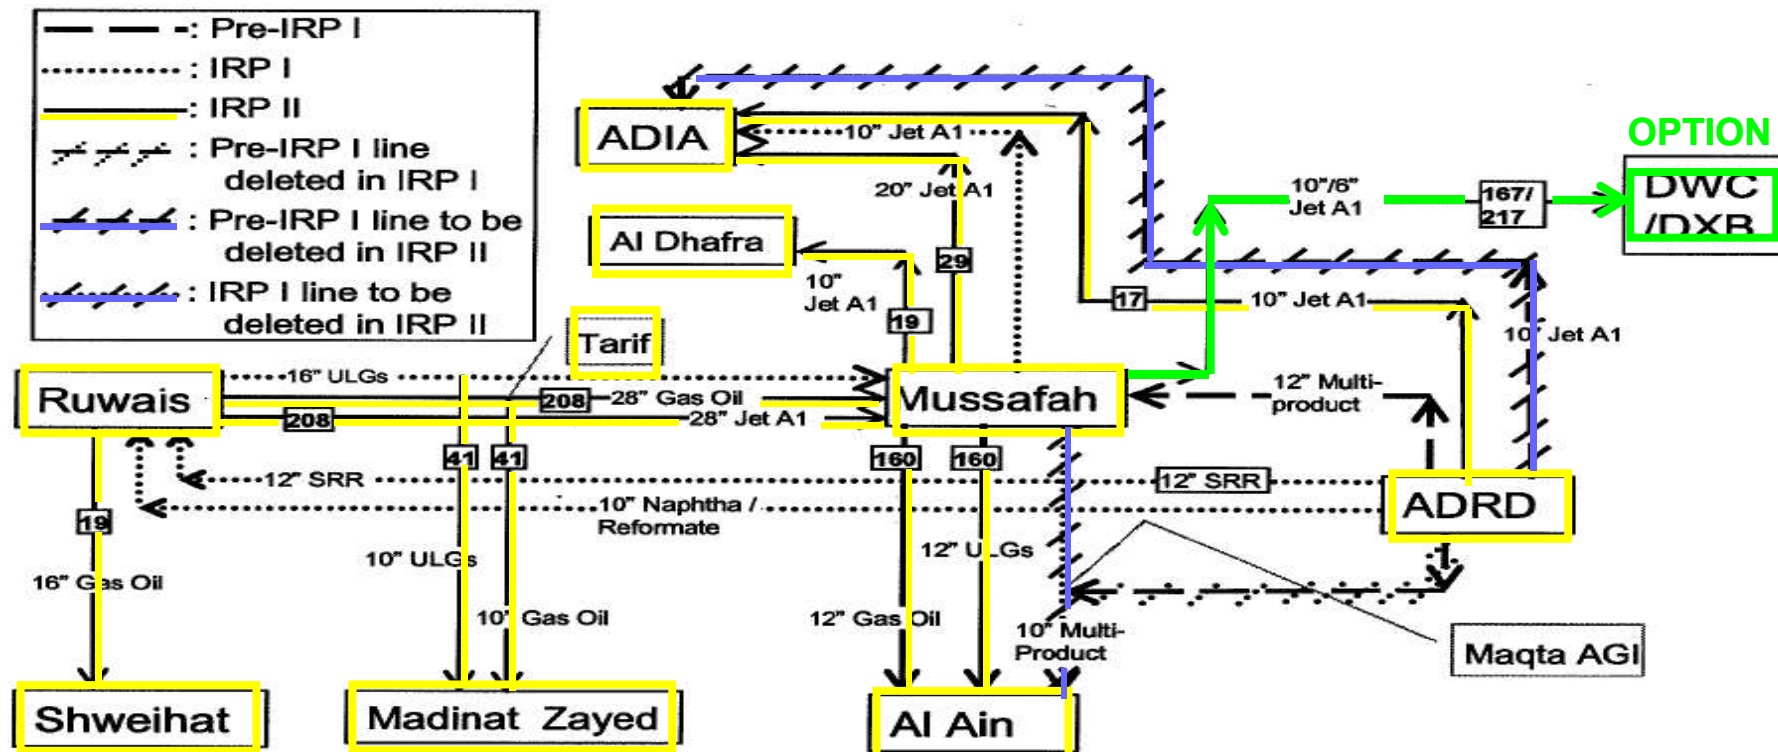 : Pre-IRP I
: IRP I
: IRP II
: Pre-IRP I line
deleted in IRP I
: Pre-IRP I line to be
deleted in IRP II
: IRP I line to be
deleted in IRP II
ADIA
10" Jet A1
20" Jet A1
Al Dhafra
10"
Jet A1
19
29
17
10" Jet A1
10" Jet A1
10"/6"
Jet A1
167/
217
OPTION
DWC
/DXB
Tarif
Ruwais
16" ULGs
208
28" Gas Oil
208
28" Jet A1
Mussafah
12" Multi-
product
41
41
160
160
12" SRR
12" SRR
10" Naphtha /
Reformate
ADRD
19
16" Gas Oil
10" ULGs
10" Gas Oil
12" ULGs
12" Gas Oil
10" Multi-
Product
Maqta AGI
Shweihat
Madinat Zayed
Al Ain